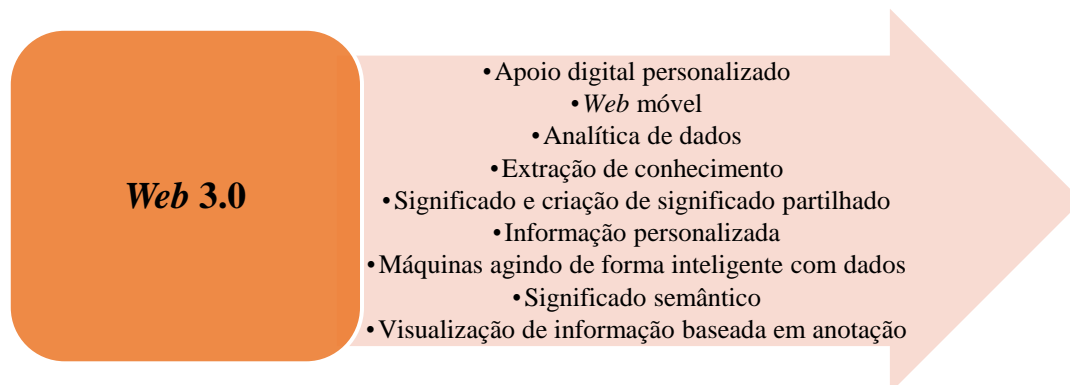 Web 3.0
•Apoio digital personalizado
•Web móvel
•Analítica de dados
•Extração de conhecimento
•Significado e criação de significado partilhado
•Informação personalizada
•Máquinas agindo de forma inteligente com dados
•Significado semântico
•Visualização de informação baseada em anotação